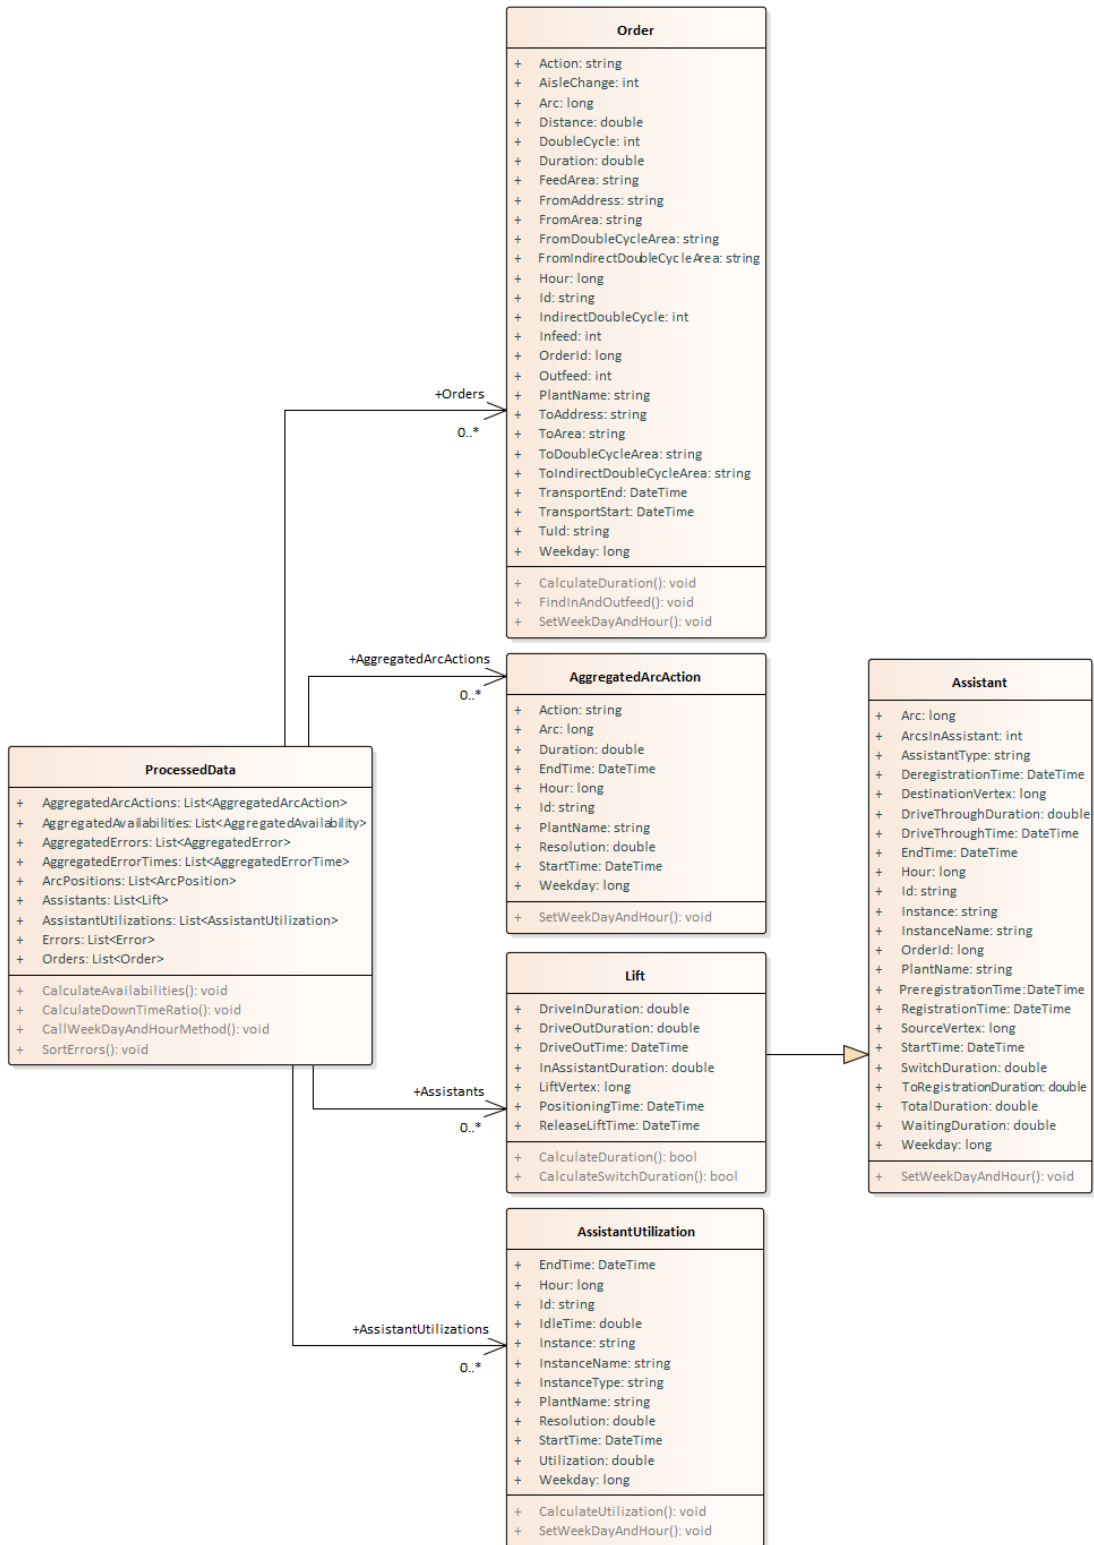 Order
+ Action: string
+ AisleChange: int
+ Arc: long
+ Distance: double
+ DoubleCycle: int
+ Duration: double
+ FeedArea: string
+ FromAddress: string
+ FromArea: string
+ FromDoubleCycleArea: string
+ FromIndirectDoubleCycleArea: string
+ Hour: long
+ Id: string
+ IndirectDoubleCycle: int
+ Infeed: int
+ OrderId: long
+ Outfeed: int
+ PlantName: string
+ ToAddress: string
+ ToArea: string
+ ToDoubleCycleArea: string
+ ToIndirectDoubleCycleArea: string
+ TransportEnd: DateTime
+ TransportStart: DateTime
+ TuId: string
+ Weekday: long
+ CalculateDuration(): void
+ FindInAndOutfeed(): void
+ SetWeekDayAndHour(): void
+Orders
0..*
+AggregatedArcActions
0..*
AggregatedArcAction
+ Action: string
+ Arc: long
+ Duration: double
+ EndTime: DateTime
+ Hour: long
+ Id: string
+ PlantName: string
+ Resolution: double
+ StartTime: DateTime
+ Weekday: long
+ SetWeekDayAndHour(): void
Assistant
+ Arc: long
+ ArcsInAssistant: int
+ AssistantType: string
+ DeregistrationTime: DateTime
+ DestinationVertex: long
+ DriveThroughDuration: double
+ DriveThroughTime: DateTime
+ EndTime: DateTime
+ Hour: long
+ Id: string
+ Instance: string
+ InstanceName: string
+ OrderId: long
+ PlantName: string
+ PreregistrationTime: DateTime
+ RegistrationTime: DateTime
+ SourceVertex: long
+ StartTime: DateTime
+ SwitchDuration: double
+ ToRegistrationDuration: double
+ TotalDuration: double
+ WaitingDuration: double
+ Weekday: long
+ SetWeekDayAndHour(): void
ProcessedData
+ AggregatedArcActions: List<AggregatedArcAction>
+ AggregatedAvailabilities: List<AggregatedAvailability>
+ AggregatedErrors: List<AggregatedError>
+ AggregatedErrorTimes: List<AggregatedErrorTime>
+ ArcPositions: List<ArcPosition>
+ Assistants: List<Lift>
+ AssistantUtilizations: List<AssistantUtilization>
+ Errors: List<Error>
+ Orders: List<Order>
+ CalculateAvailabilities(): void
+ CalculateDownTimeRatio(): void
+ CallWeekDayAndHourMethod(): void
+ SortErrors(): void
Lift
+ DriveInDuration: double
+ DriveOutDuration: double
+ DriveOutTime: DateTime
+ InAssistantDuration: double
+ LiftVertex: long
+ PositioningTime: DateTime
+ ReleaseLiftTime: DateTime
+ CalculateDuration(): bool
+ CalculateSwitchDuration(): bool
+Assistants
0..*
AssistantUtilization
+ EndTime: DateTime
+ Hour: long
+ Id: string
+ IdleTime: double
+ Instance: string
+ InstanceName: string
+ InstanceType: string
+ PlantName: string
+ Resolution: double
+ StartTime: DateTime
+ Utilization: double
+ Weekday: long
+ CalculateUtilization(): void
+ SetWeekDayAndHour(): void
+AssistantUtilizations
0..*